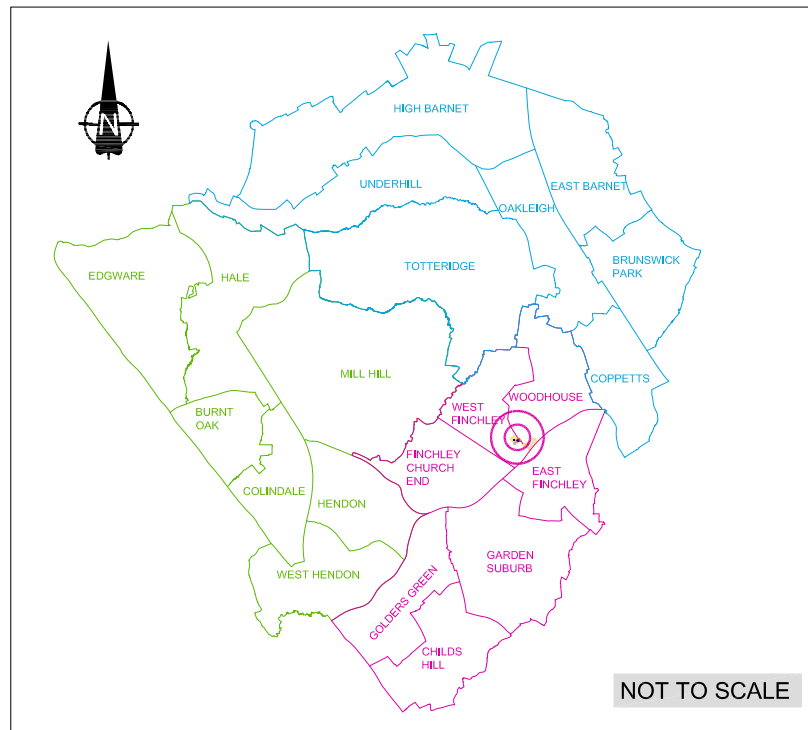 N
HIGH BARNET
UNDERHILL
EAST BARNET
OAKLEIGH
BRUNSWICK
PARK
TOTTERIDGE
EDGWARE
HALE
MILL HILL
COPPETTS
WOODHOUSE
WEST
FINCHLEY
BURNT
OAK
FINCHLEY
CHURCH
END
EAST
FINCHLEY
COLINDALE
HENDON
GARDEN
SUBURB
WEST HENDON
GOLDERS GREEN
CHILDS
HILL
NOT TO SCALE